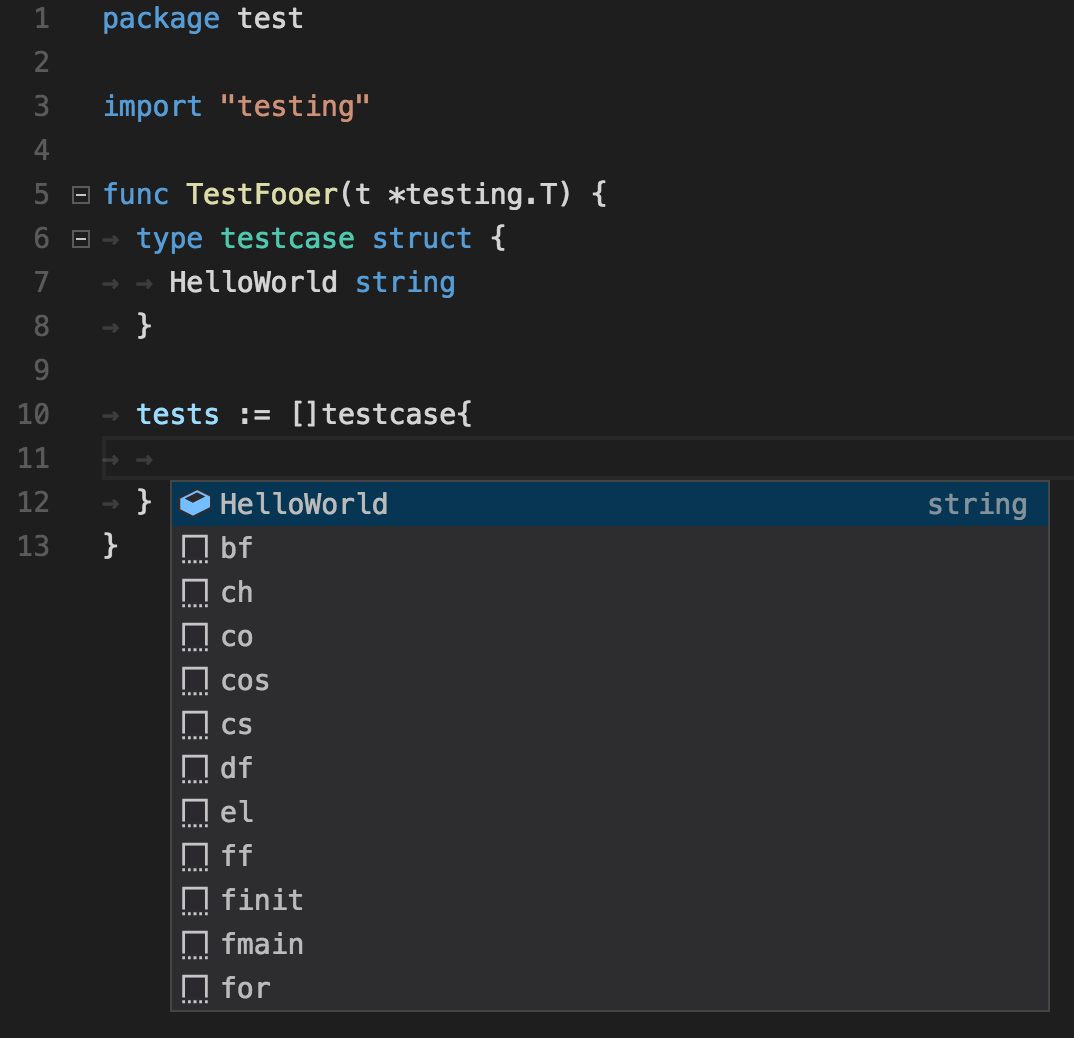 1 package test
2
3 import "testing"
4
5 func TestFooer(t *testing.T) {
6 → type testcase struct {
7 → → HelloWorld string
8 → }
9
10 → tests := []testcase{
11 → →
12 → }
13 }
HelloWorld string
bf
ch
co
cos
cs
df
el
ff
finit
fmain
for